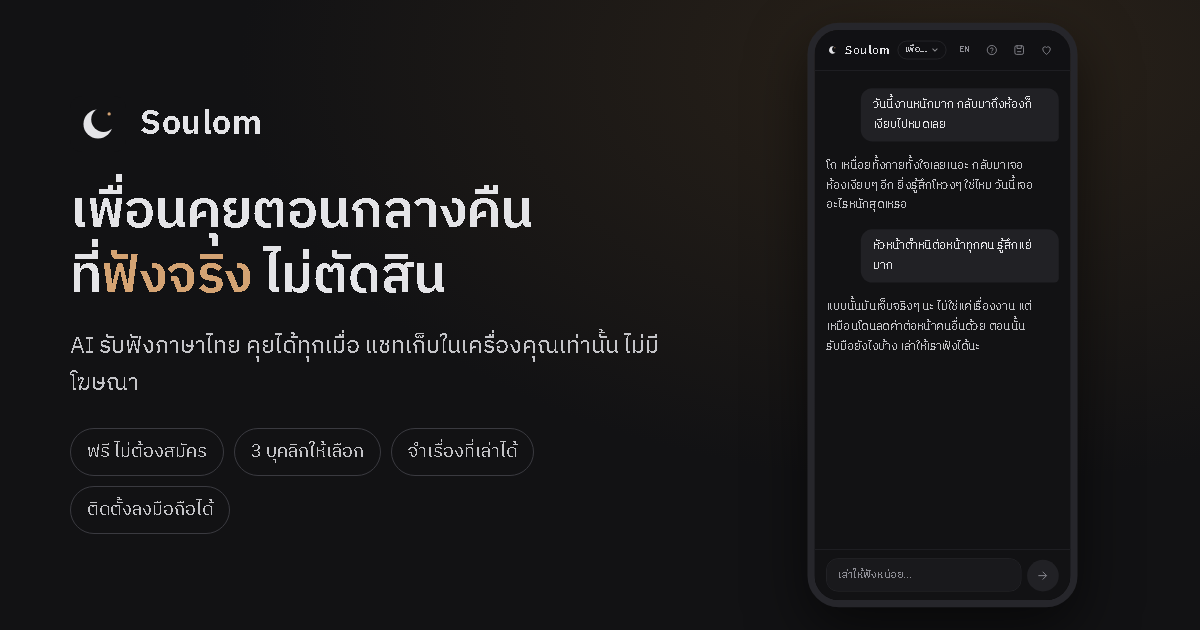 Soulom
เพื่อนคุยตอนกลางคืน
ที่ฟังจริง ไม่ตัดสิน
AI รับฟังภาษาไทย คุยได้ทุกเมื่อ แชทเก็บในเครื่องคุณเท่านั้น ไม่มี
โฆษณา
ฟรี ไม่ต้องสมัคร
3 บุคลิกให้เลือก
จำเรื่องที่เล่าได้
ติดตั้งลงมือถือได้
Soulom เพื่อ... EN
วันนี้งานหนักมาก กลับมาถึงห้องก็
เงียบไปหมดเลย
โถ เหนื่อยทั้งกายทั้งใจเลยเนอะ กลับมาเจอ
ห้องเงียบๆ อีก ยิ่งรู้สึกโหวงๆ ใช่ไหม วันนี้เจอ
อะไรหนักสุดเหรอ
หัวหน้าตำหนิต่อหน้าทุกคน รู้สึกแย่
มาก
แบบนั้นมันเจ็บจริงๆ นะ ไม่ใช่แค่เรื่องงาน แต่
เหมือนโดนลดค่าต่อหน้าคนอื่นด้วย ตอนนั้น
รับมือยังไงบ้าง เล่าให้เราฟังได้นะ
เล่าให้ฟังหน่อย...